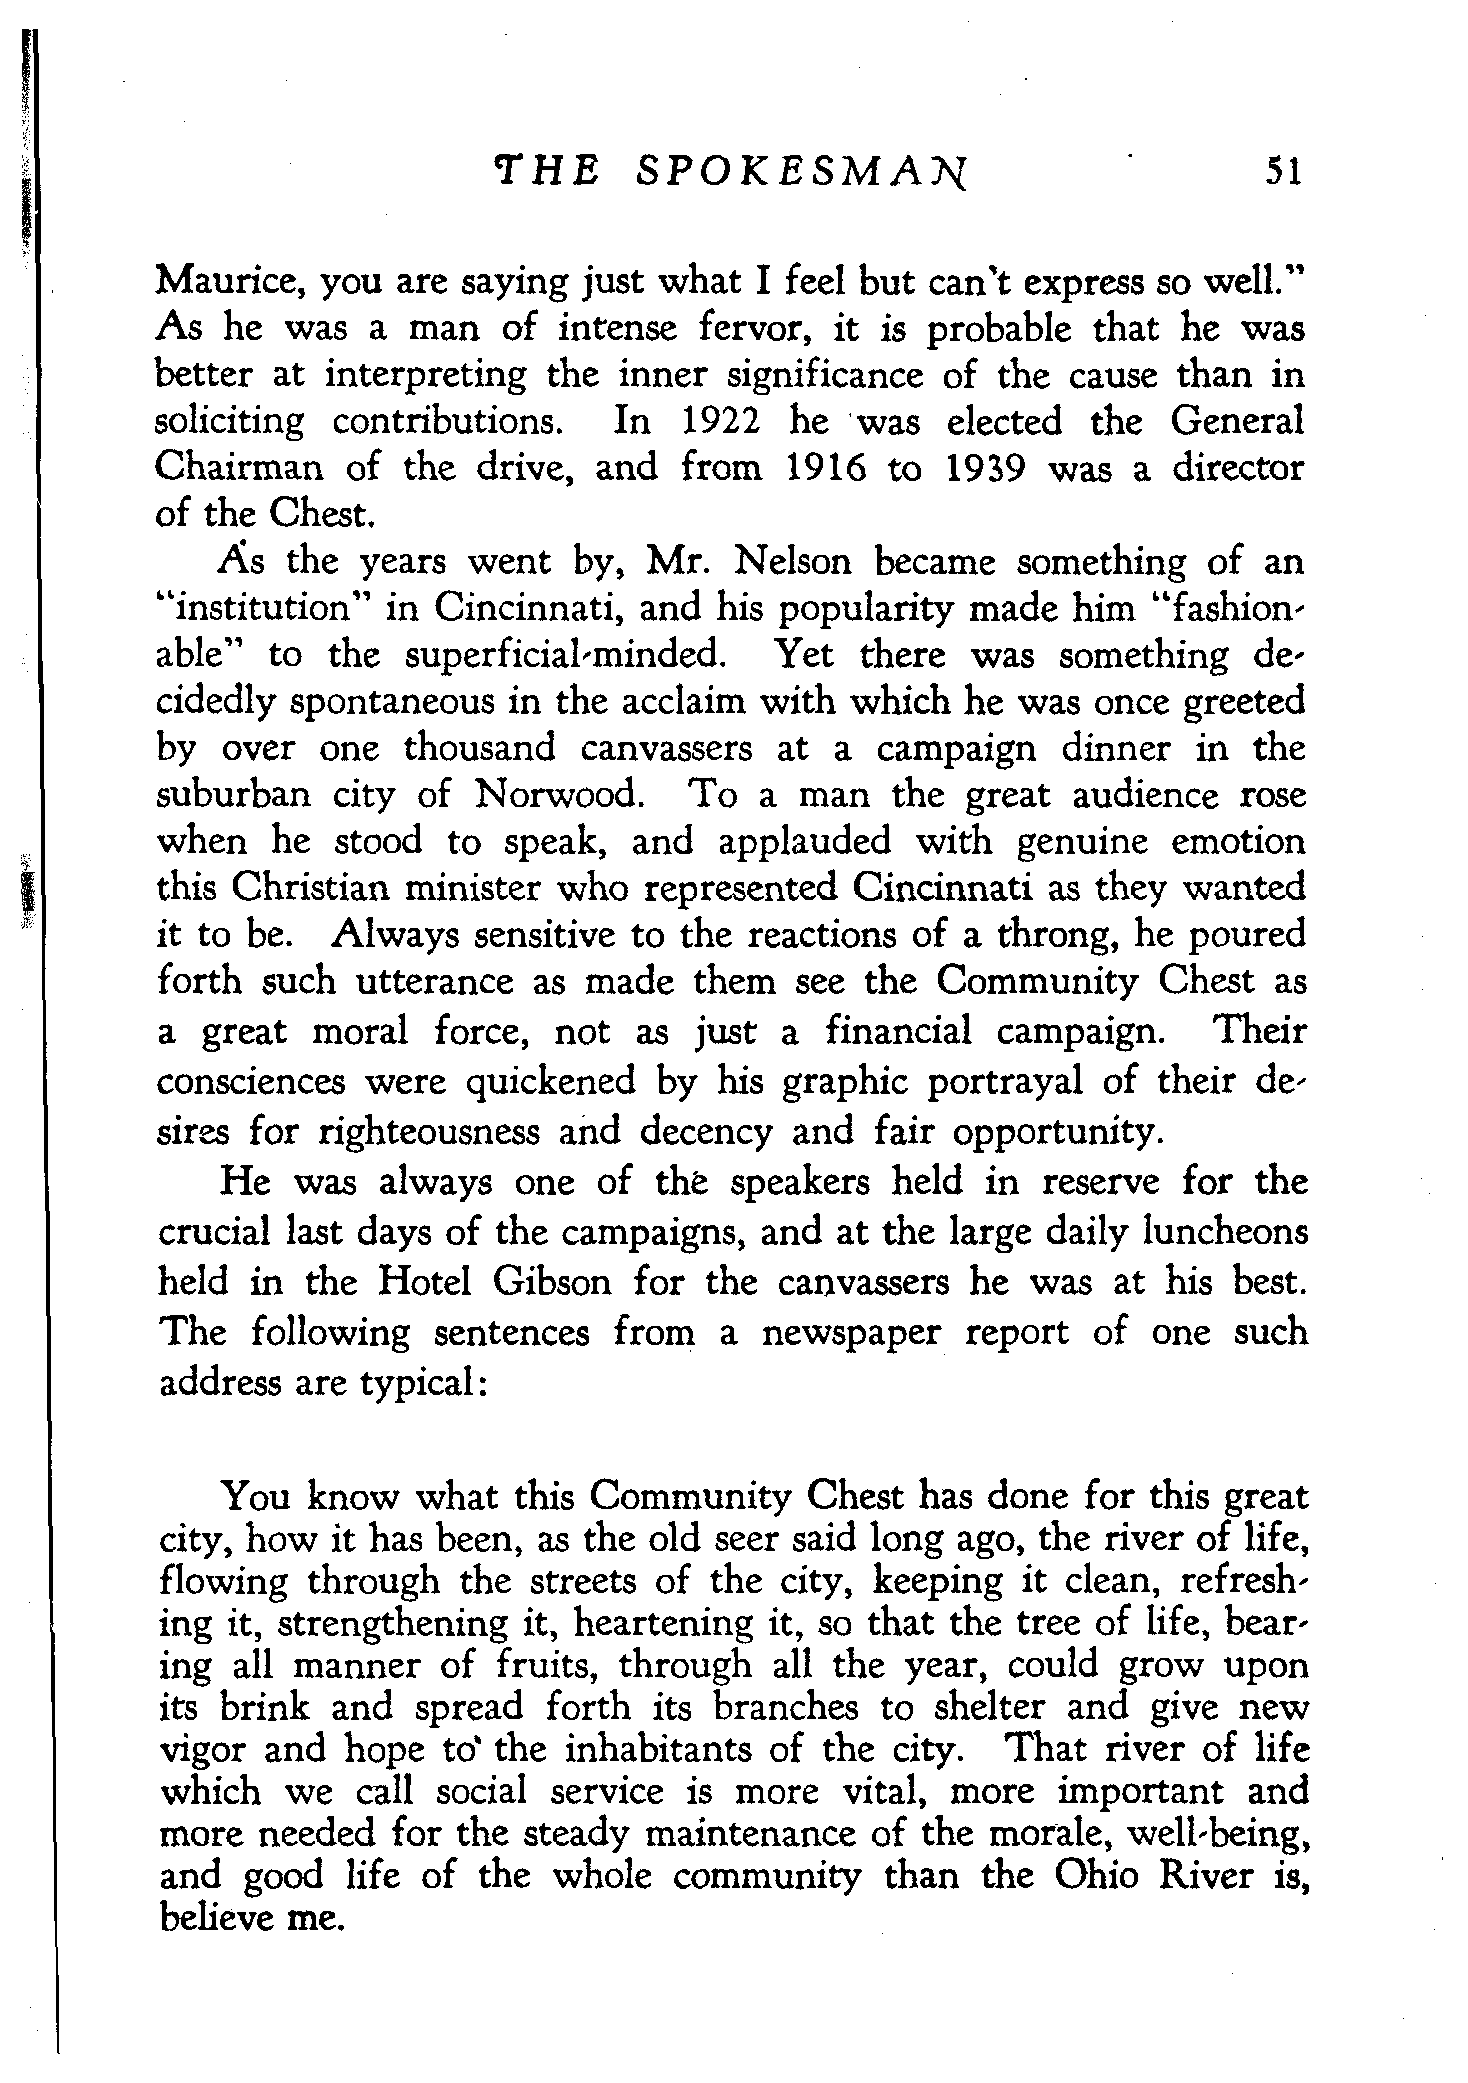 THE SPOKESMAN 51
Maurice, you are saying just what I feel but can't express so well."
As he was a man of intense fervor, it is probable that he was
better at interpreting the inner significance of the cause than in
soliciting contributions. In 1922 he was elected the General
Chairman of the drive, and from 1916 to 1939 was a director
of the Chest.
As the years went by, Mr. Nelson became something of an
"institution" in Cincinnati, and his popularity made him "fashion-
able" to the superficial-minded. Yet there was something de-
cidedly spontaneous in the acclaim with which he was once greeted
by over one thousand canvassers at a campaign dinner in the
suburban city of Norwood. To a man the great audience rose
when he stood to speak, and applauded with genuine emotion
this Christian minister who represented Cincinnati as they wanted
it to be. Always sensitive to the reactions of a throng, he poured
forth such utterance as made them see the Community Chest as
a great moral force, not as just a financial campaign. Their
consciences were quickened by his graphic portrayal of their de-
sires for righteousness and decency and fair opportunity.
He was always one of the speakers held in reserve for the
crucial last days of the campaigns, and at the large daily luncheons
held in the Hotel Gibson for the canvassers he was at his best.
The following sentences from a newspaper report of one such
address are typical:
You know what this Community Chest has done for this great
city, how it has been, as the old seer said long ago, the river of life,
flowing through the streets of the city, keeping it clean, refresh-
ing it, strengthening it, heartening it, so that the tree of life, bear-
ing all manner of fruits, through all the year, could grow upon
its brink and spread forth its branches to shelter and give new
vigor and hope to the inhabitants of the city. That river of life
which we call social service is more vital, more important and
more needed for the steady maintenance of the morale, well-being,
and good life of the whole community than the Ohio River is,
believe me.